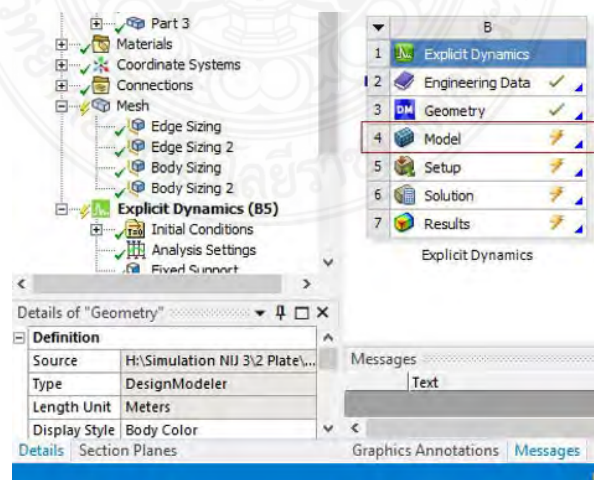 Part 3
Materials
Coordinate Systems
Connections
Mesh
Edge Sizing
Edge Sizing 2
Body Sizing
Body Sizing 2
Explicit Dynamics (B5)
Initial Conditions
Analysis Settings
Fixed Support
Details of "Geometry"
Definition
Source H:\Simulation NIJ 3\2 Plate\...
Type DesignModeler
Length Unit Meters
Display Style Body Color
Details Section Planes
B
1 Explicit Dynamics
2 Engineering Data
3 DM Geometry
4 Model
5 Setup
6 Solution
7 Results
Explicit Dynamics
Messages
Text
Graphics Annotations Messages